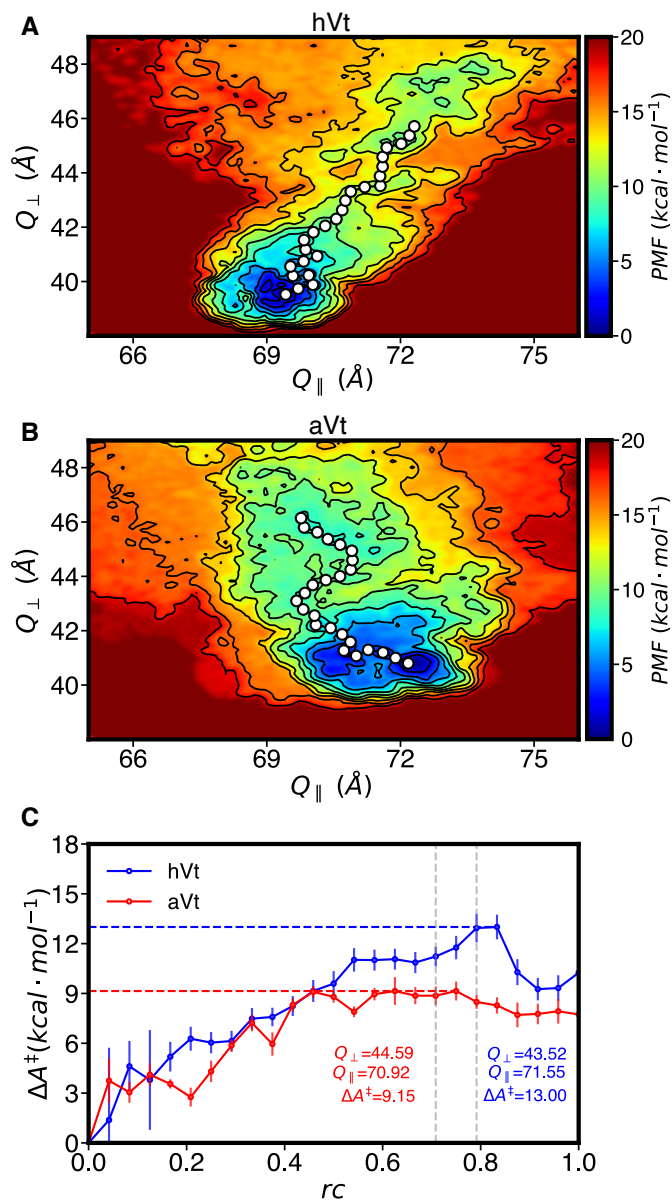 A
hVt
48
46
44
42
40
Q⊥ (Å)
66
69
72
75
Q∥ (Å)
20
15
10
5
0
PMF (kcal·mol⁻¹)
B
aVt
48
46
44
42
40
Q⊥ (Å)
66
69
72
75
Q∥ (Å)
20
15
10
5
0
PMF (kcal·mol⁻¹)
C
18
15
12
9
6
3
0
ΔA‡(kcal·mol⁻¹)
hVt
aVt
Q⊥=44.59
Q∥=70.92
ΔA‡=9.15
Q⊥=43.52
Q∥=71.55
ΔA‡=13.00
0.0
0.2
0.4
0.6
0.8
1.0
rc